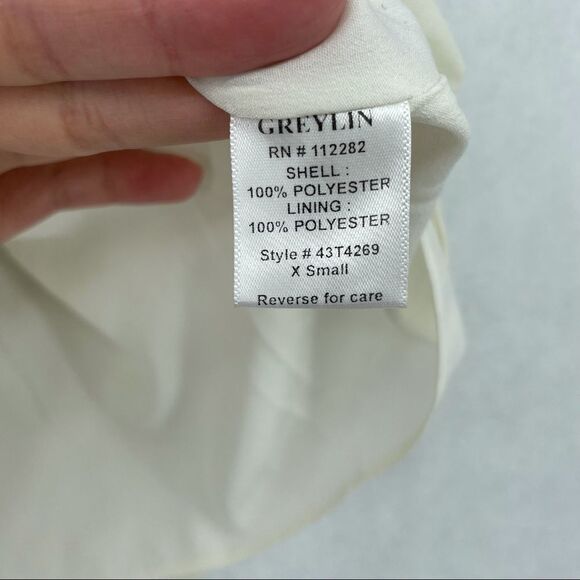 GREYLIN
RN # 112282
SHELL :
100% POLYESTER
LINING :
100% POLYESTER
Style # 43T4269
X Small
Reverse for care